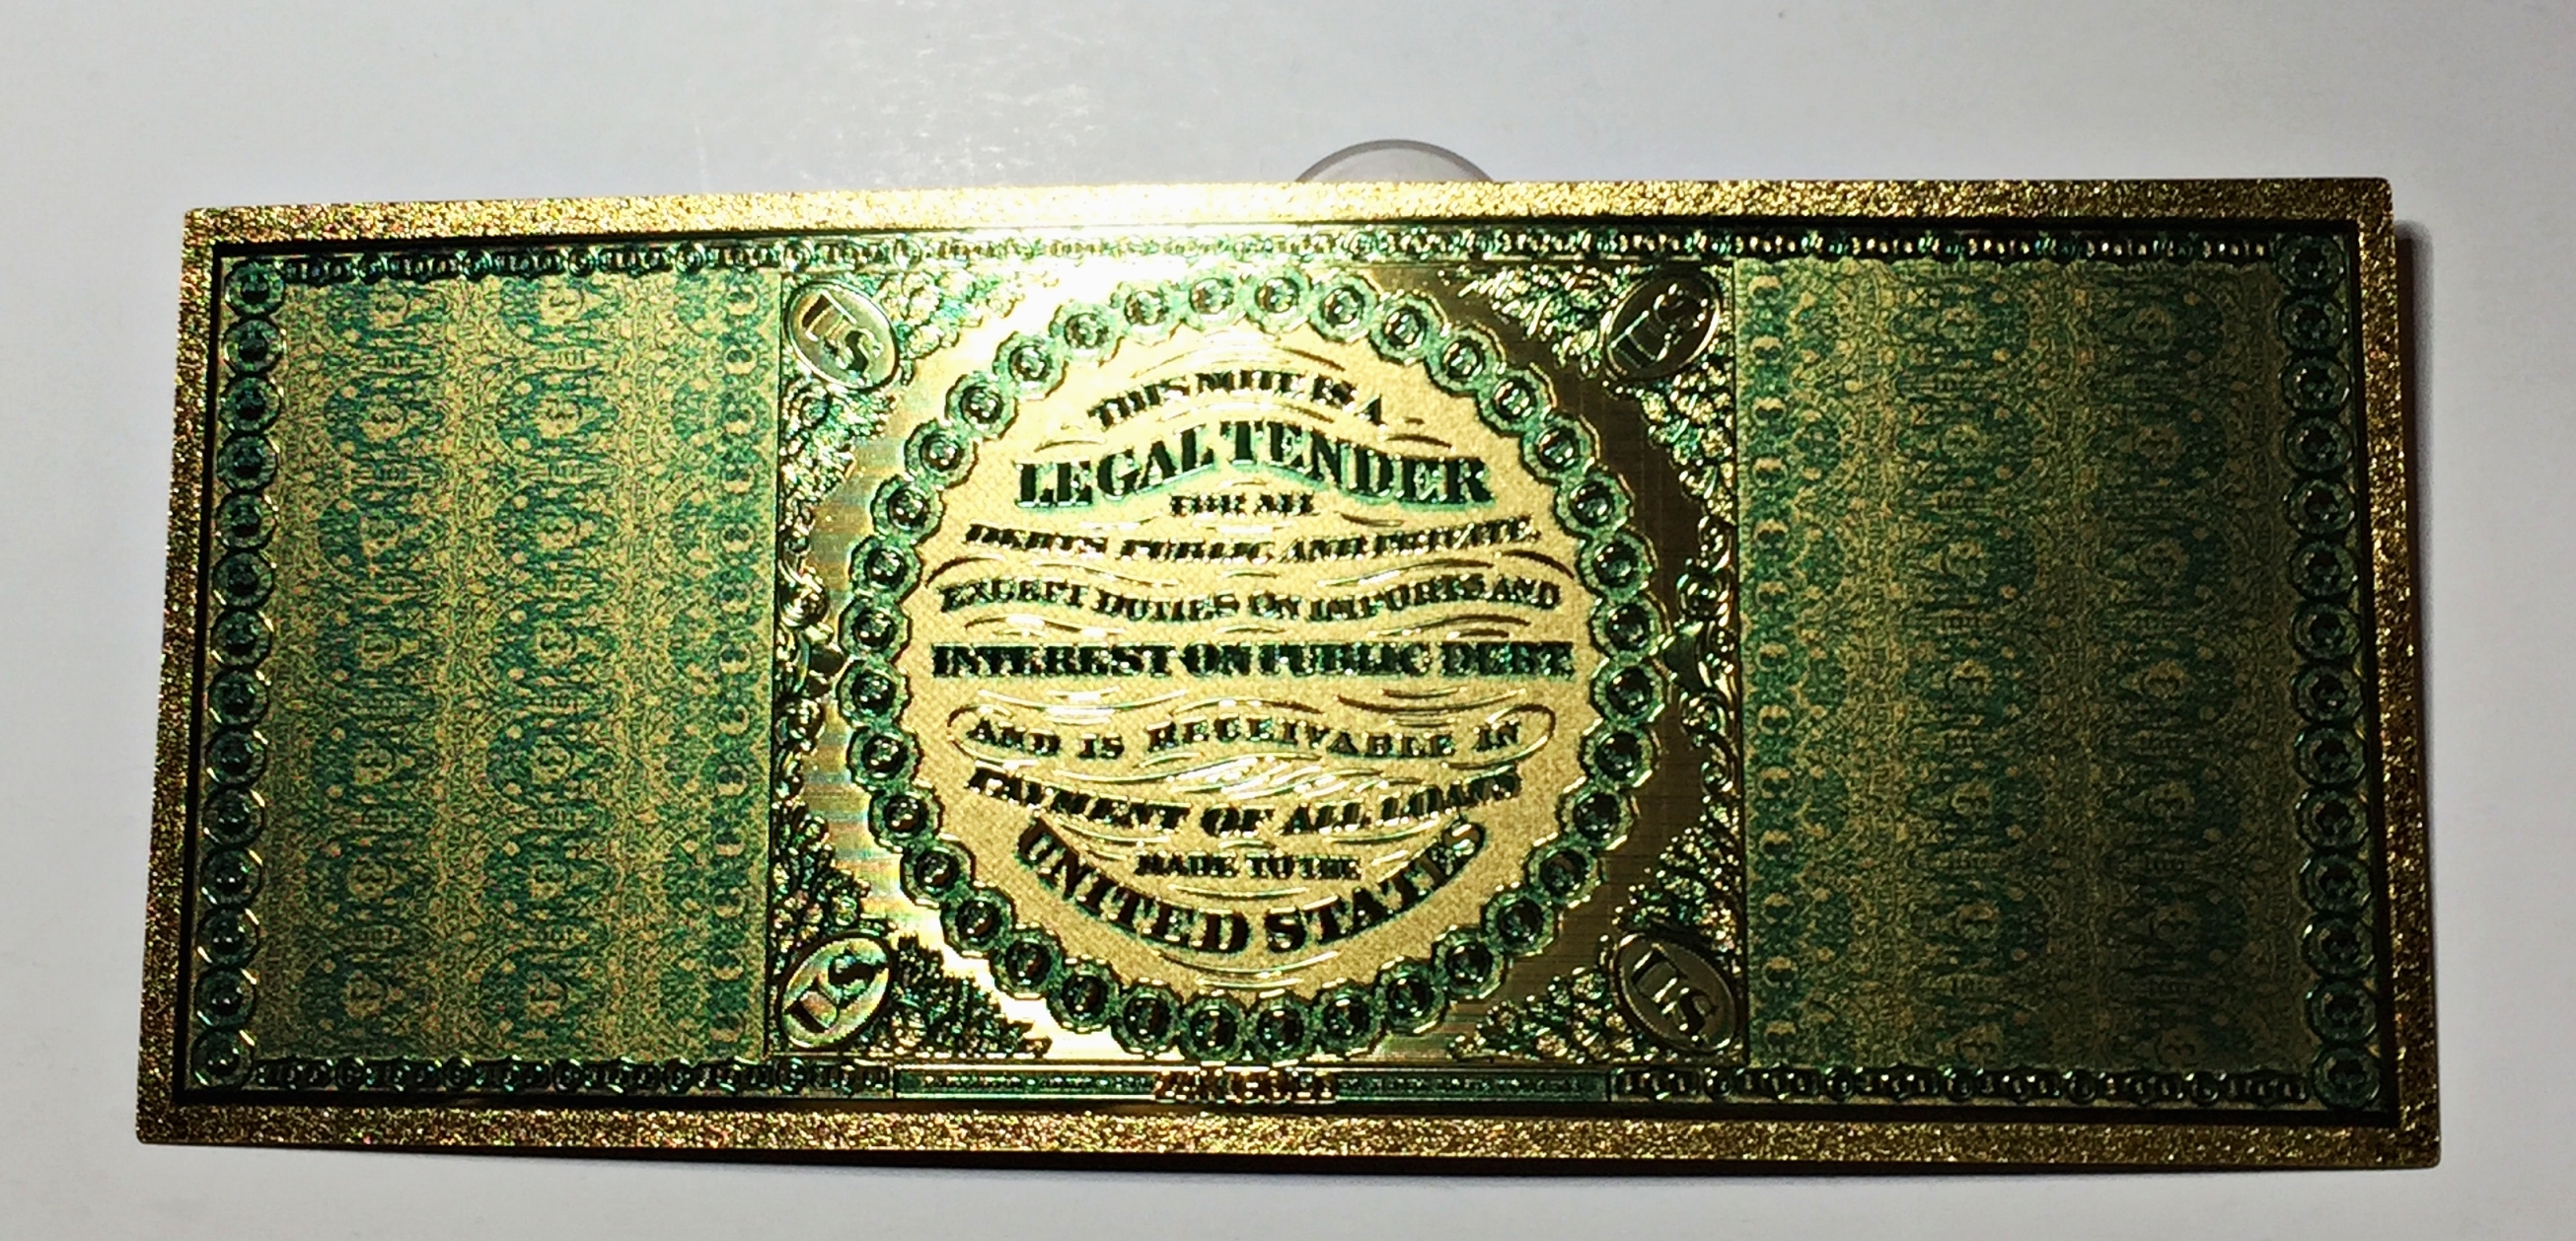 US
US
THIS NOTE IS A
LEGAL TENDER
FOR ALL
DEBTS PUBLIC AND PRIVATE,
EXCEPT DUTIES ON IMPORTS AND
INTEREST ON PUBLIC DEBT,
AND IS RECEIVABLE IN
PAYMENT OF ALL LOANS
MADE TO THE
UNITED STATES
US
US